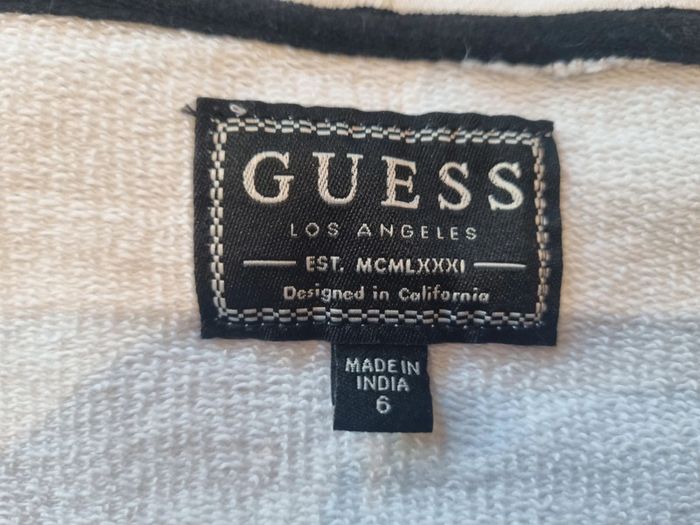 GUESS
LOS ANGELES
EST. MCMLXXXI
Designed in California
MADE IN
INDIA
6